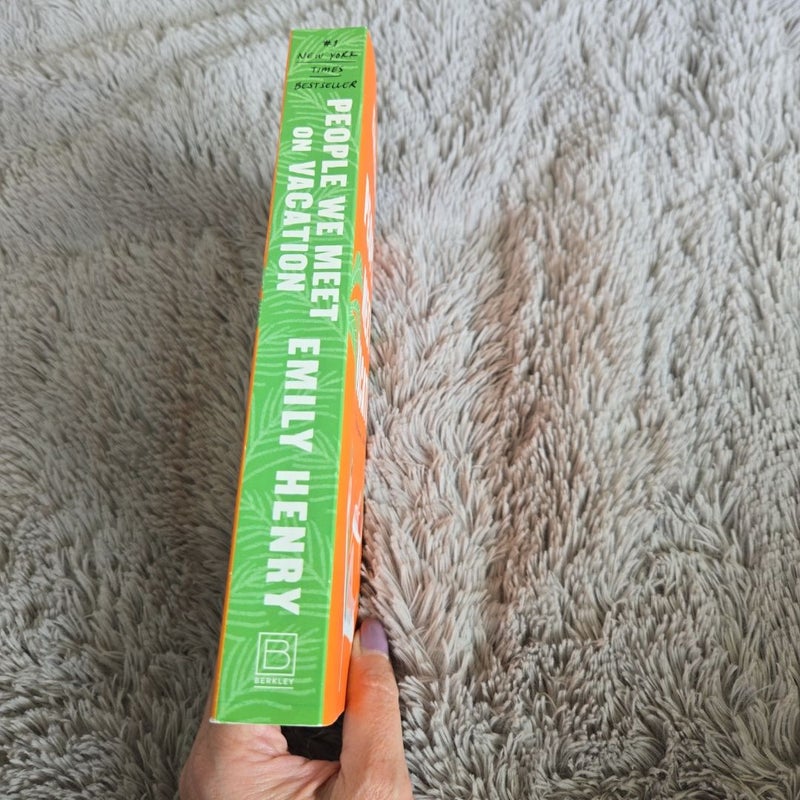 #1
NEW YORK
TIMES
BESTSELLER
PEOPLE WE MEET
ON VACATION
EMILY HENRY
B
BERKLEY